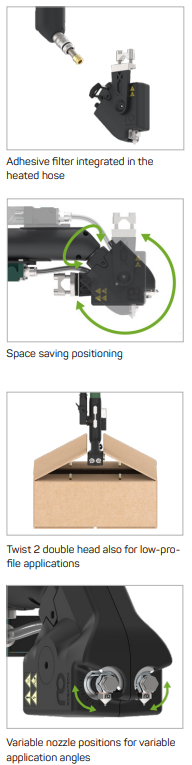 Adhesive filter integrated in the
heated hose
Space saving positioning
Twist 2 double head also for low-pro-
file applications
Variable nozzle positions for variable
application angles